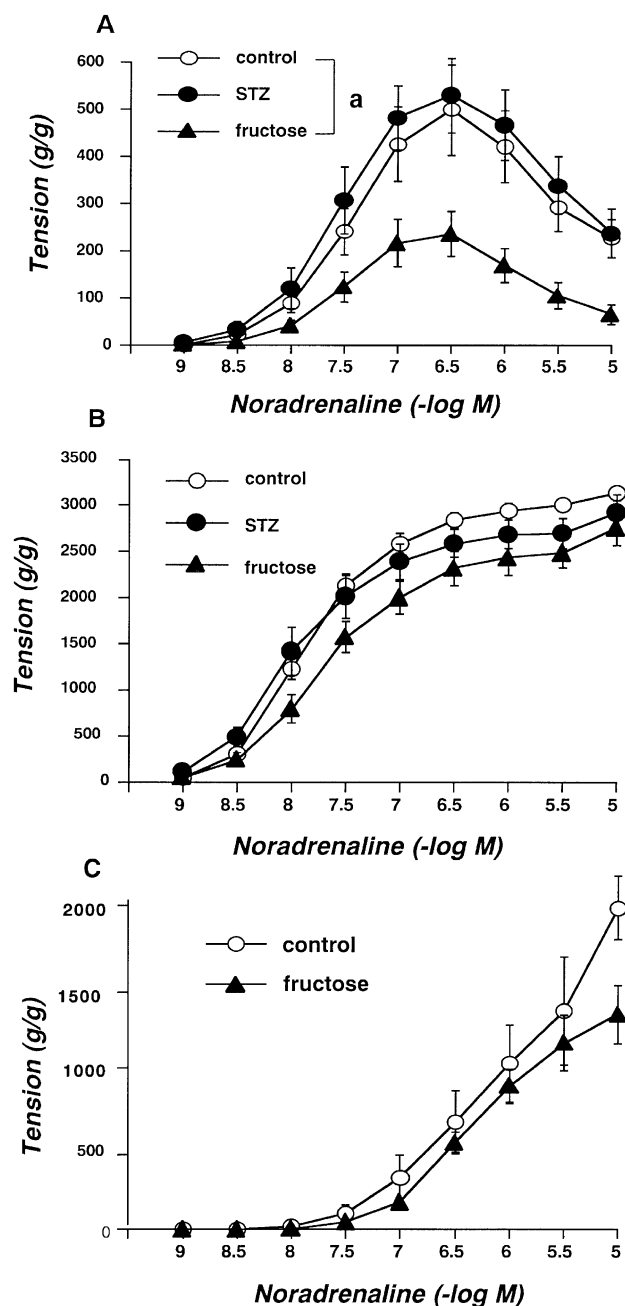 A
control
STZ
fructose
a
600
500
400
300
200
100
0
Tension (g/g)
9 8.5 8 7.5 7 6.5 6 5.5 5
Noradrenaline (-log M)
B
control
STZ
fructose
3500
3000
2500
2000
1500
1000
500
0
Tension (g/g)
9 8.5 8 7.5 7 6.5 6 5.5 5
Noradrenaline (-log M)
C
control
fructose
2000
1500
1000
500
0
Tension (g/g)
9 8.5 8 7.5 7 6.5 6 5.5 5
Noradrenaline (-log M)